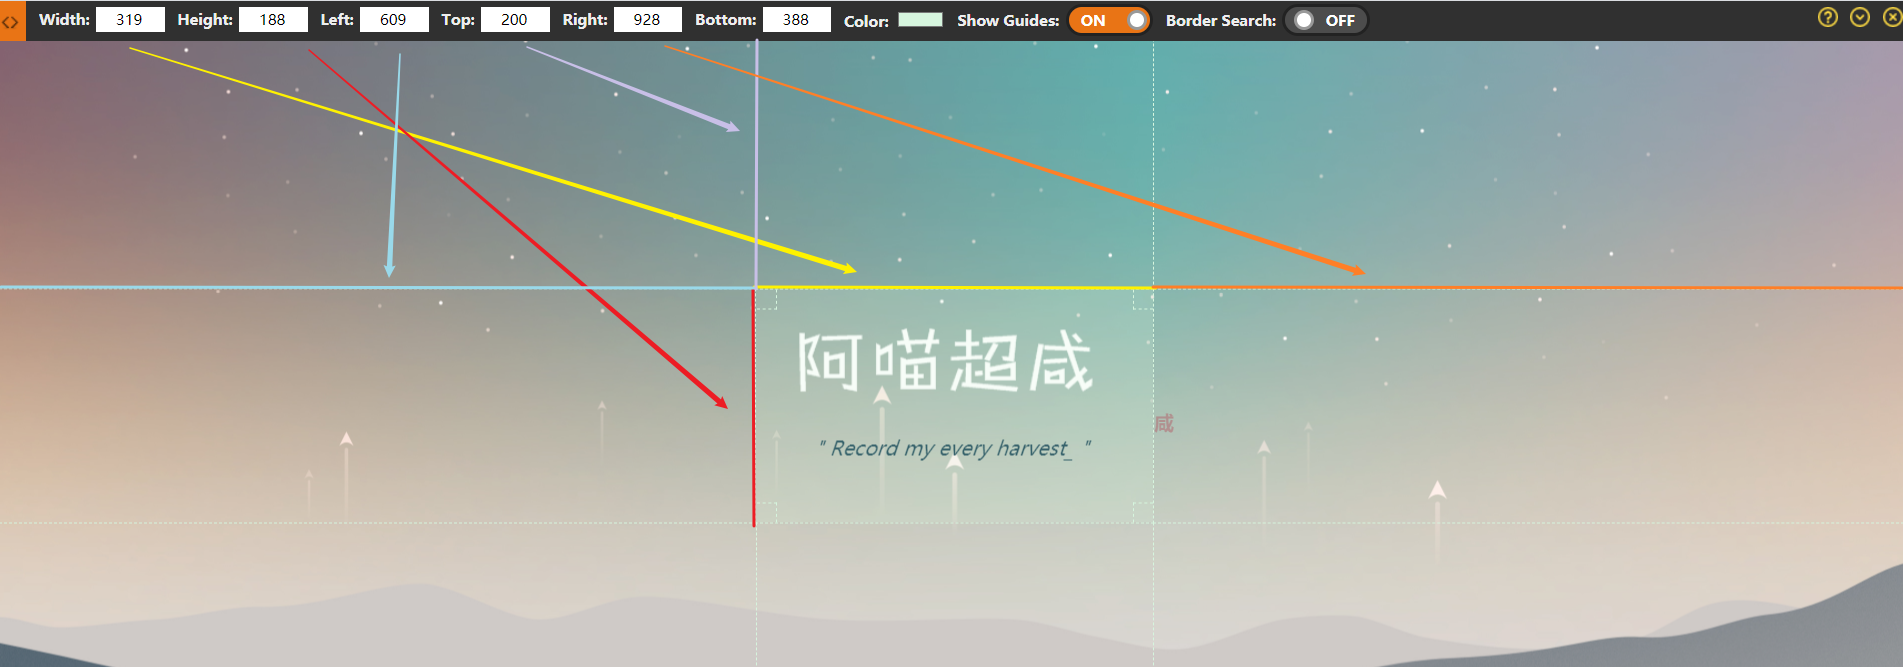 Width: 319 Height: 188 Left: 609 Top: 200 Right: 928 Bottom: 388 Color: Show Guides: ON Border Search: OFF
阿喵超咸
咸
" Record my every harvest_ "